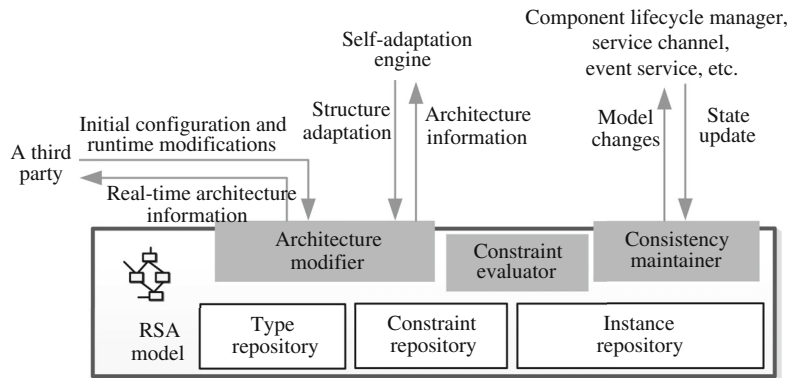 Component lifecycle manager,
service channel,
event service, etc.
Self-adaptation
engine
Structure
adaptation
Architecture
information
Model
changes
State
update
Initial configuration and
runtime modifications
A third
party
Real-time architecture
information
Architecture
modifier
Constraint
evaluator
Consistency
maintainer
RSA
model
Type
repository
Constraint
repository
Instance
repository